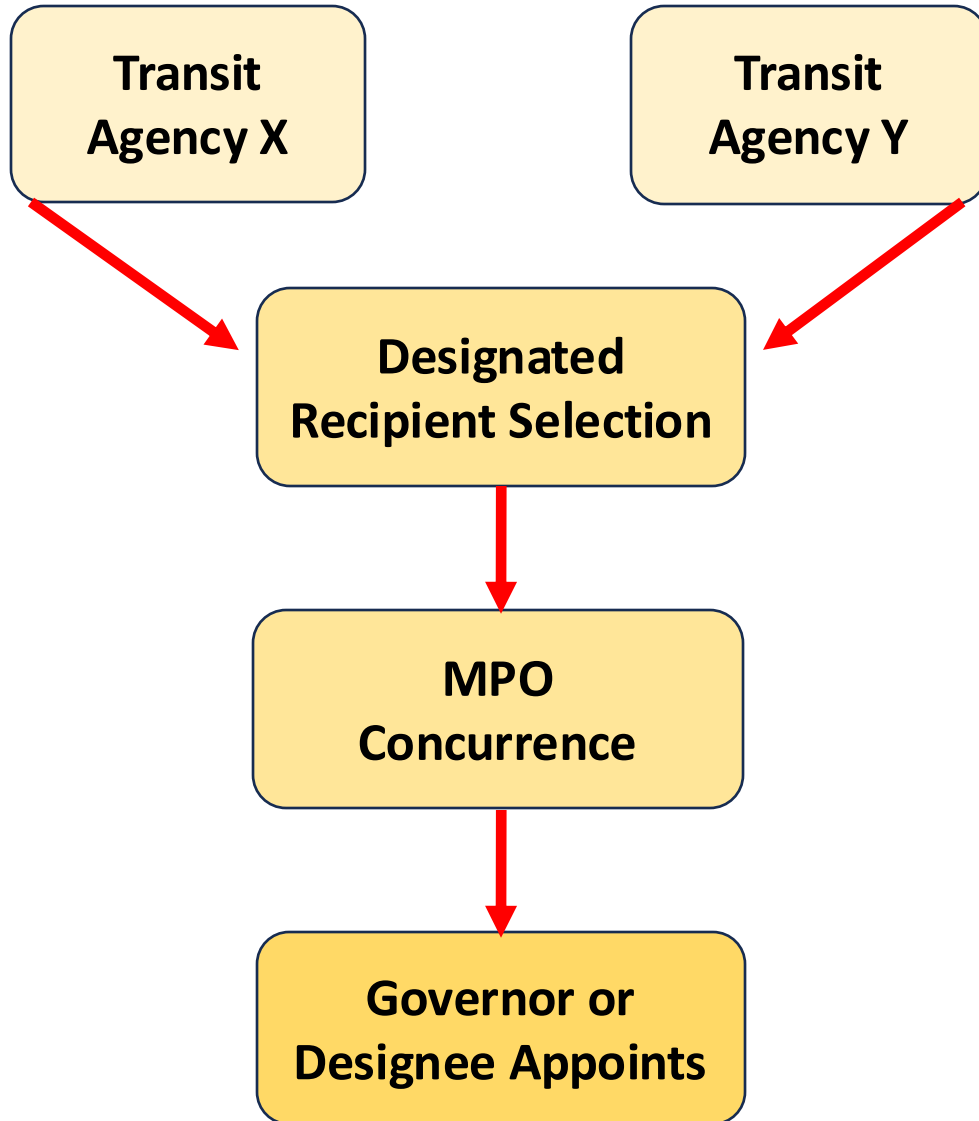 Transit
Agency X
Transit
Agency Y
Designated
Recipient Selection
MPO
Concurrence
Governor or
Designee Appoints